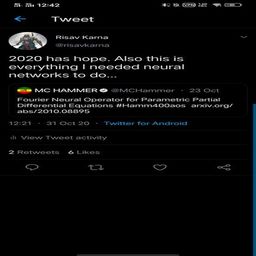 12:42
Tweet
Risav Karna
@risavkarna
2020 has hope. Also this is
everything I needed neural
networks to do...
MC HAMMER @MCHammer · 23 Oct
Fourier Neural Operator for Parametric Partial
Differential Equations #Hamm400aos arxiv.org/
abs/2010.08895
12:21 · 31 Oct 20 · Twitter for Android
View Tweet activity
2 Retweets 6 Likes